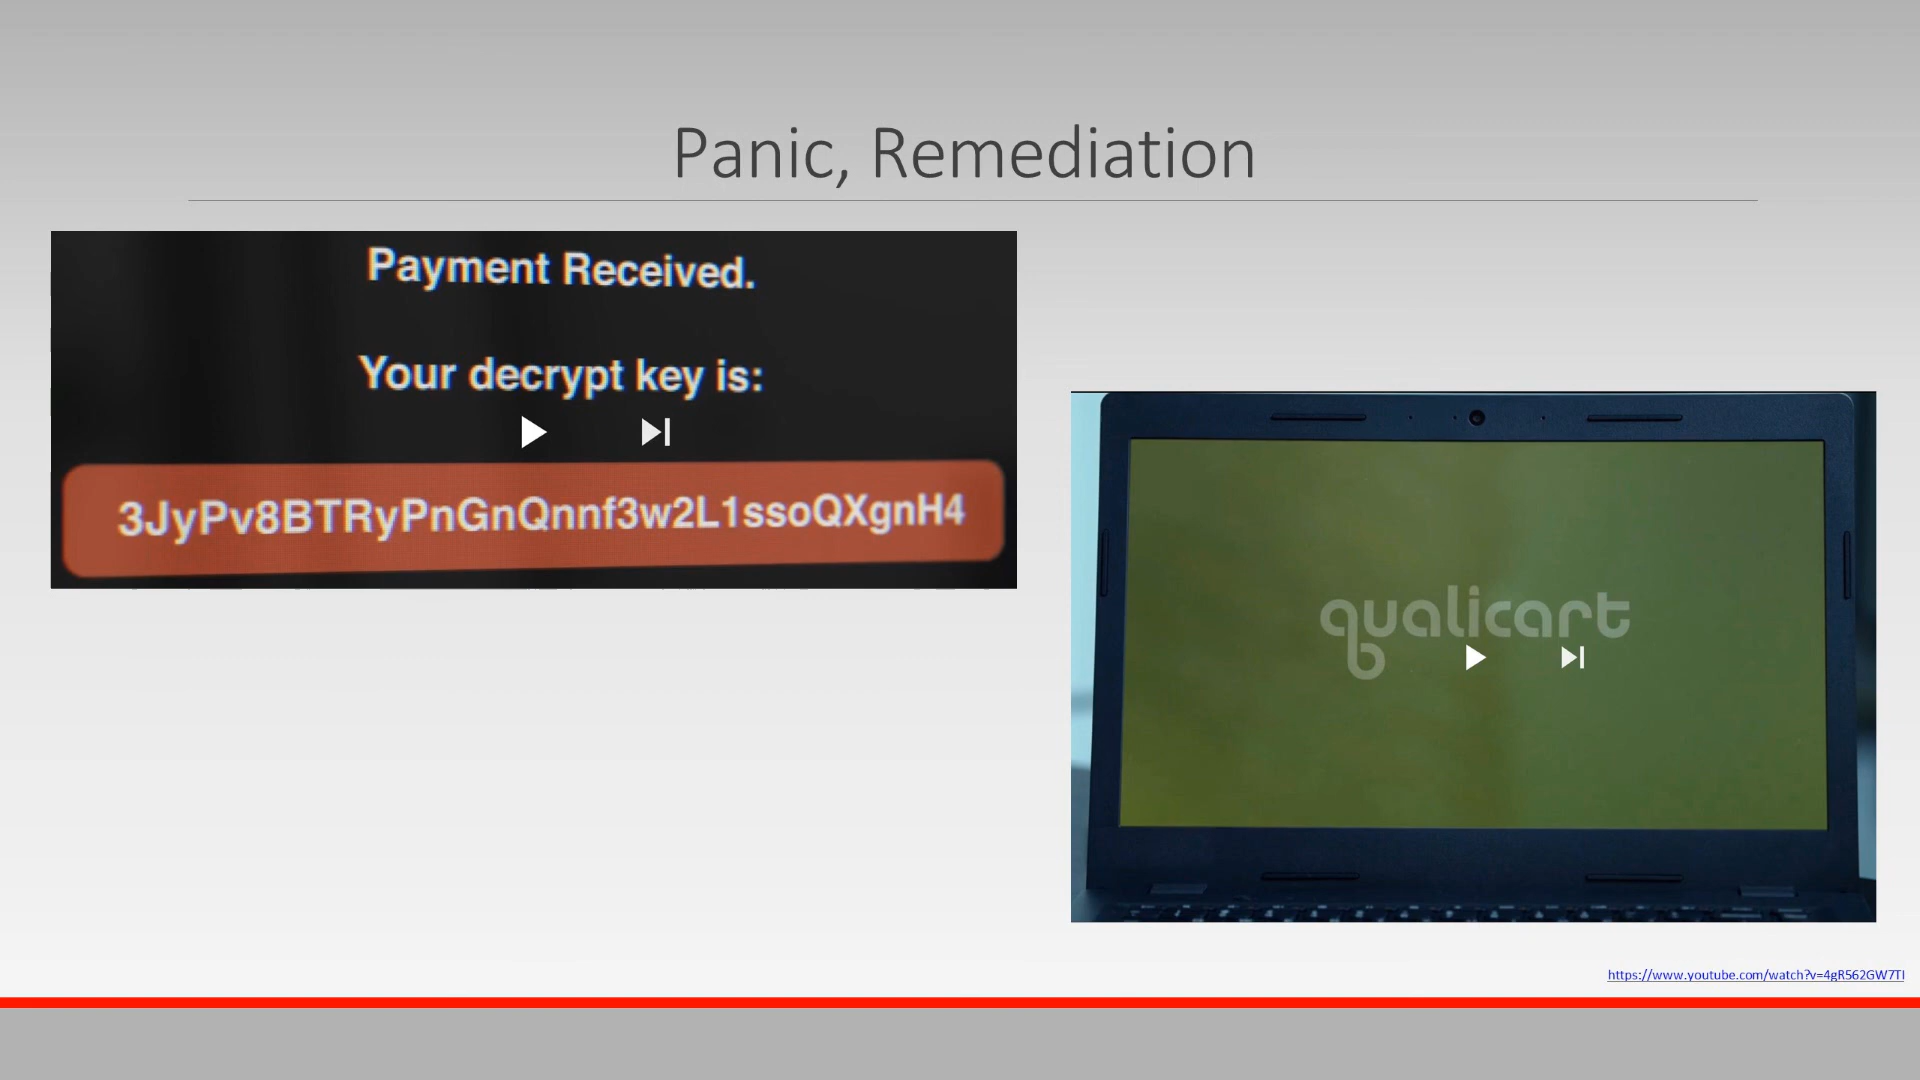 Panic, Remediation
Payment Received.
Your decrypt key is:
3JyPv8BTRyPnGnQnnf3w2L1ssoQXgnH4
qualicart
https://www.youtube.com/watch?v=4gR562GW7TI